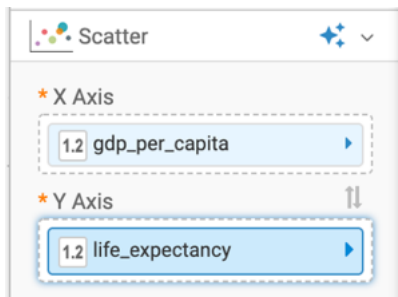 Scatter
* X Axis
1.2 gdp_per_capita
* Y Axis
1.2 life_expectancy